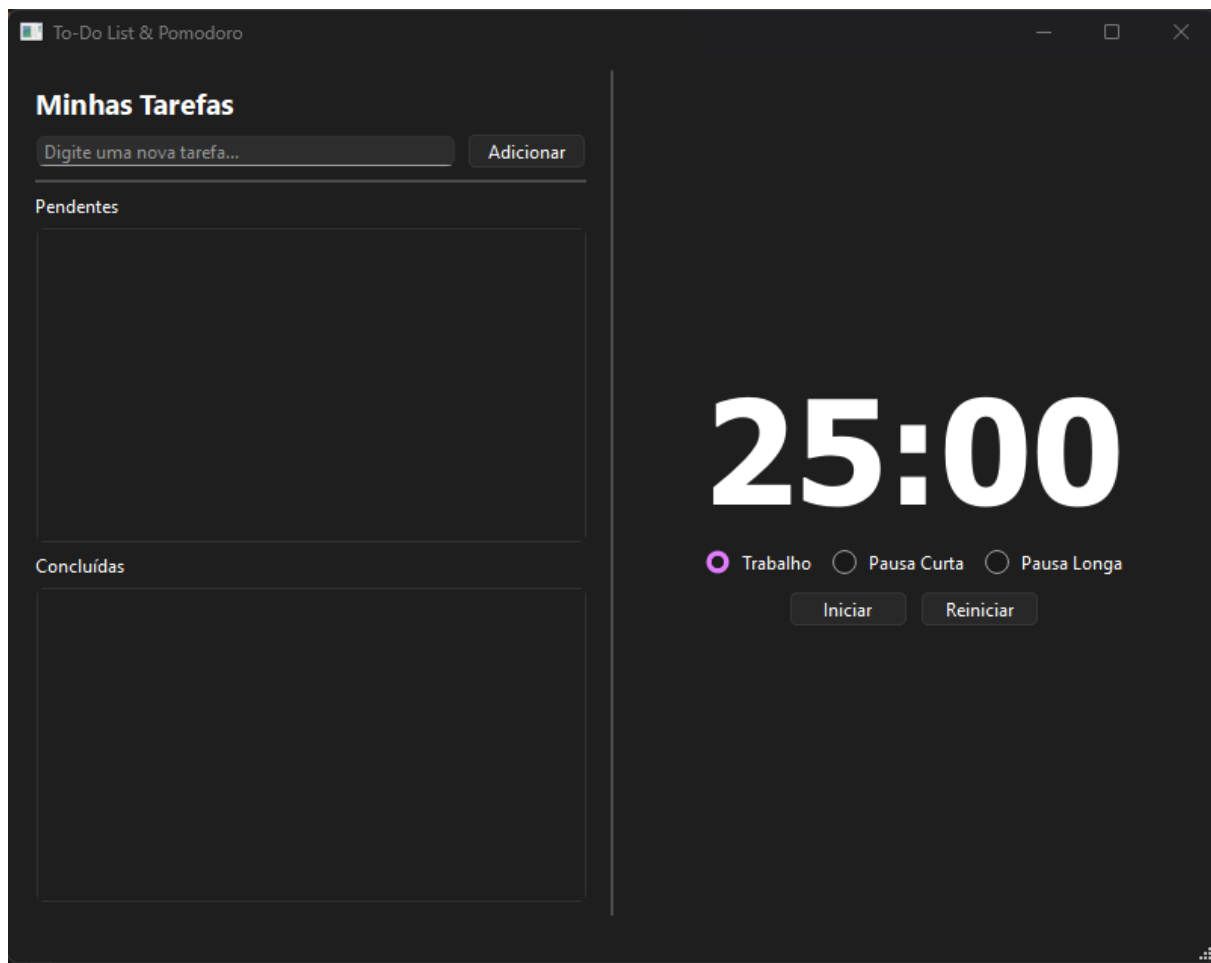 To-Do List & Pomodoro
Minhas Tarefas
Digite uma nova tarefa...
Adicionar
Pendentes
Concluídas
25:00
Trabalho Pausa Curta Pausa Longa
Iniciar Reiniciar